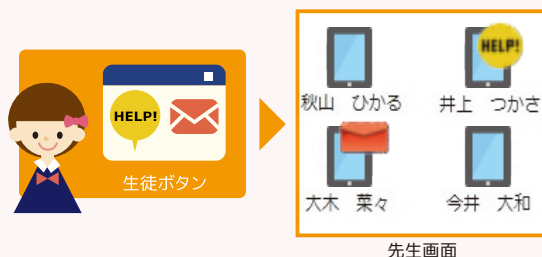 HELP!
生徒ボタン
HELP!
秋山 ひかる
井上 つかさ
大木 菜々
今井 大和
先生画面